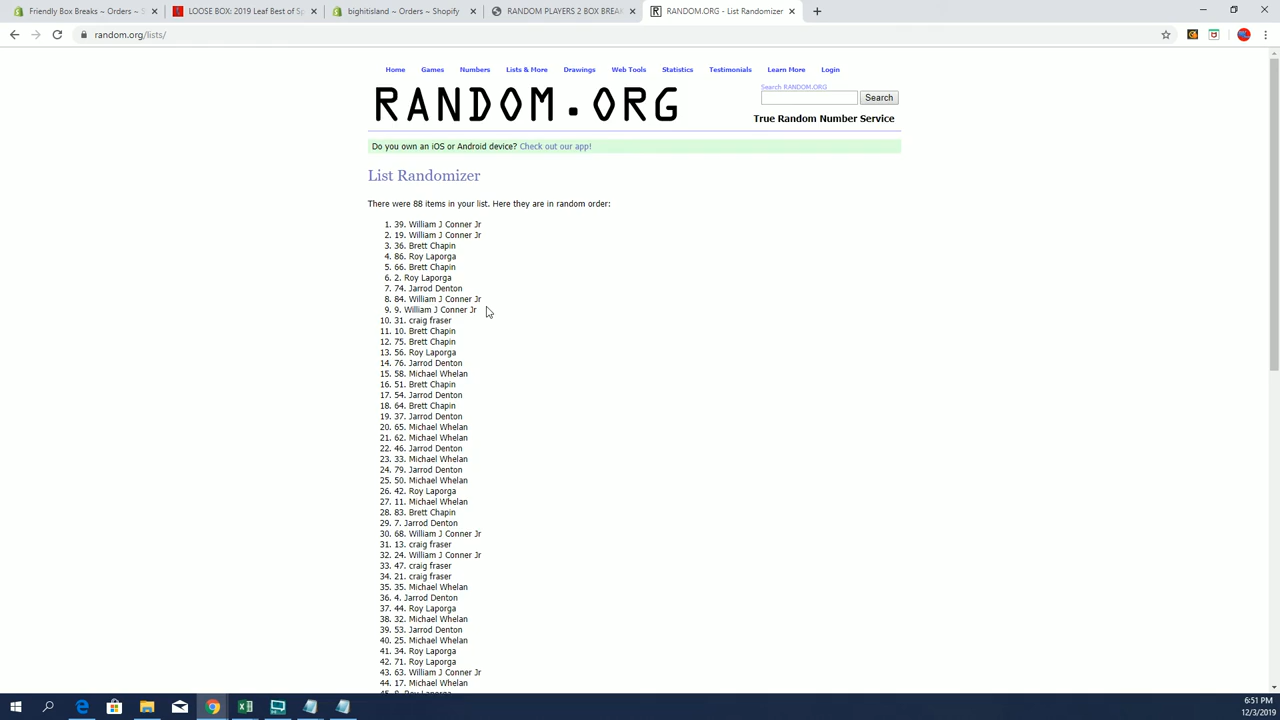 Friendly Box Breaks ~ Orders ~ S
LOOSE BOX: 2019 Leaf Best of Sp
bighitisland ~ Orders ~ Shopify
RANDOM PLAYERS 2 BOX BREAK
RANDOM.ORG - List Randomizer
random.org/lists/
Home Games Numbers Lists & More Drawings Web Tools Statistics Testimonials Learn More Login
RANDOM.ORG
Search RANDOM.ORG
Search
True Random Number Service
Do you own an iOS or Android device? Check out our app!
List Randomizer
There were 88 items in your list. Here they are in random order:
1. 39. William J Conner Jr
2. 19. William J Conner Jr
3. 36. Brett Chapin
4. 86. Roy Laporga
5. 66. Brett Chapin
6. 2. Roy Laporga
7. 74. Jarrod Denton
8. 84. William J Conner Jr
9. 9. William J Conner Jr
10. 31. craig fraser
11. 10. Brett Chapin
12. 75. Brett Chapin
13. 56. Roy Laporga
14. 76. Jarrod Denton
15. 58. Michael Whelan
16. 51. Brett Chapin
17. 54. Jarrod Denton
18. 64. Brett Chapin
19. 37. Jarrod Denton
20. 65. Michael Whelan
21. 62. Michael Whelan
22. 46. Jarrod Denton
23. 33. Michael Whelan
24. 79. Jarrod Denton
25. 50. Michael Whelan
26. 42. Roy Laporga
27. 11. Michael Whelan
28. 83. Brett Chapin
29. 7. Jarrod Denton
30. 68. William J Conner Jr
31. 13. craig fraser
32. 24. William J Conner Jr
33. 47. craig fraser
34. 21. craig fraser
35. 35. Michael Whelan
36. 4. Jarrod Denton
37. 44. Roy Laporga
38. 32. Michael Whelan
39. 53. Jarrod Denton
40. 25. Michael Whelan
41. 34. Roy Laporga
42. 71. Roy Laporga
43. 63. William J Conner Jr
44. 17. Michael Whelan
45. 8. Roy Laporga
6:51 PM
12/3/2019